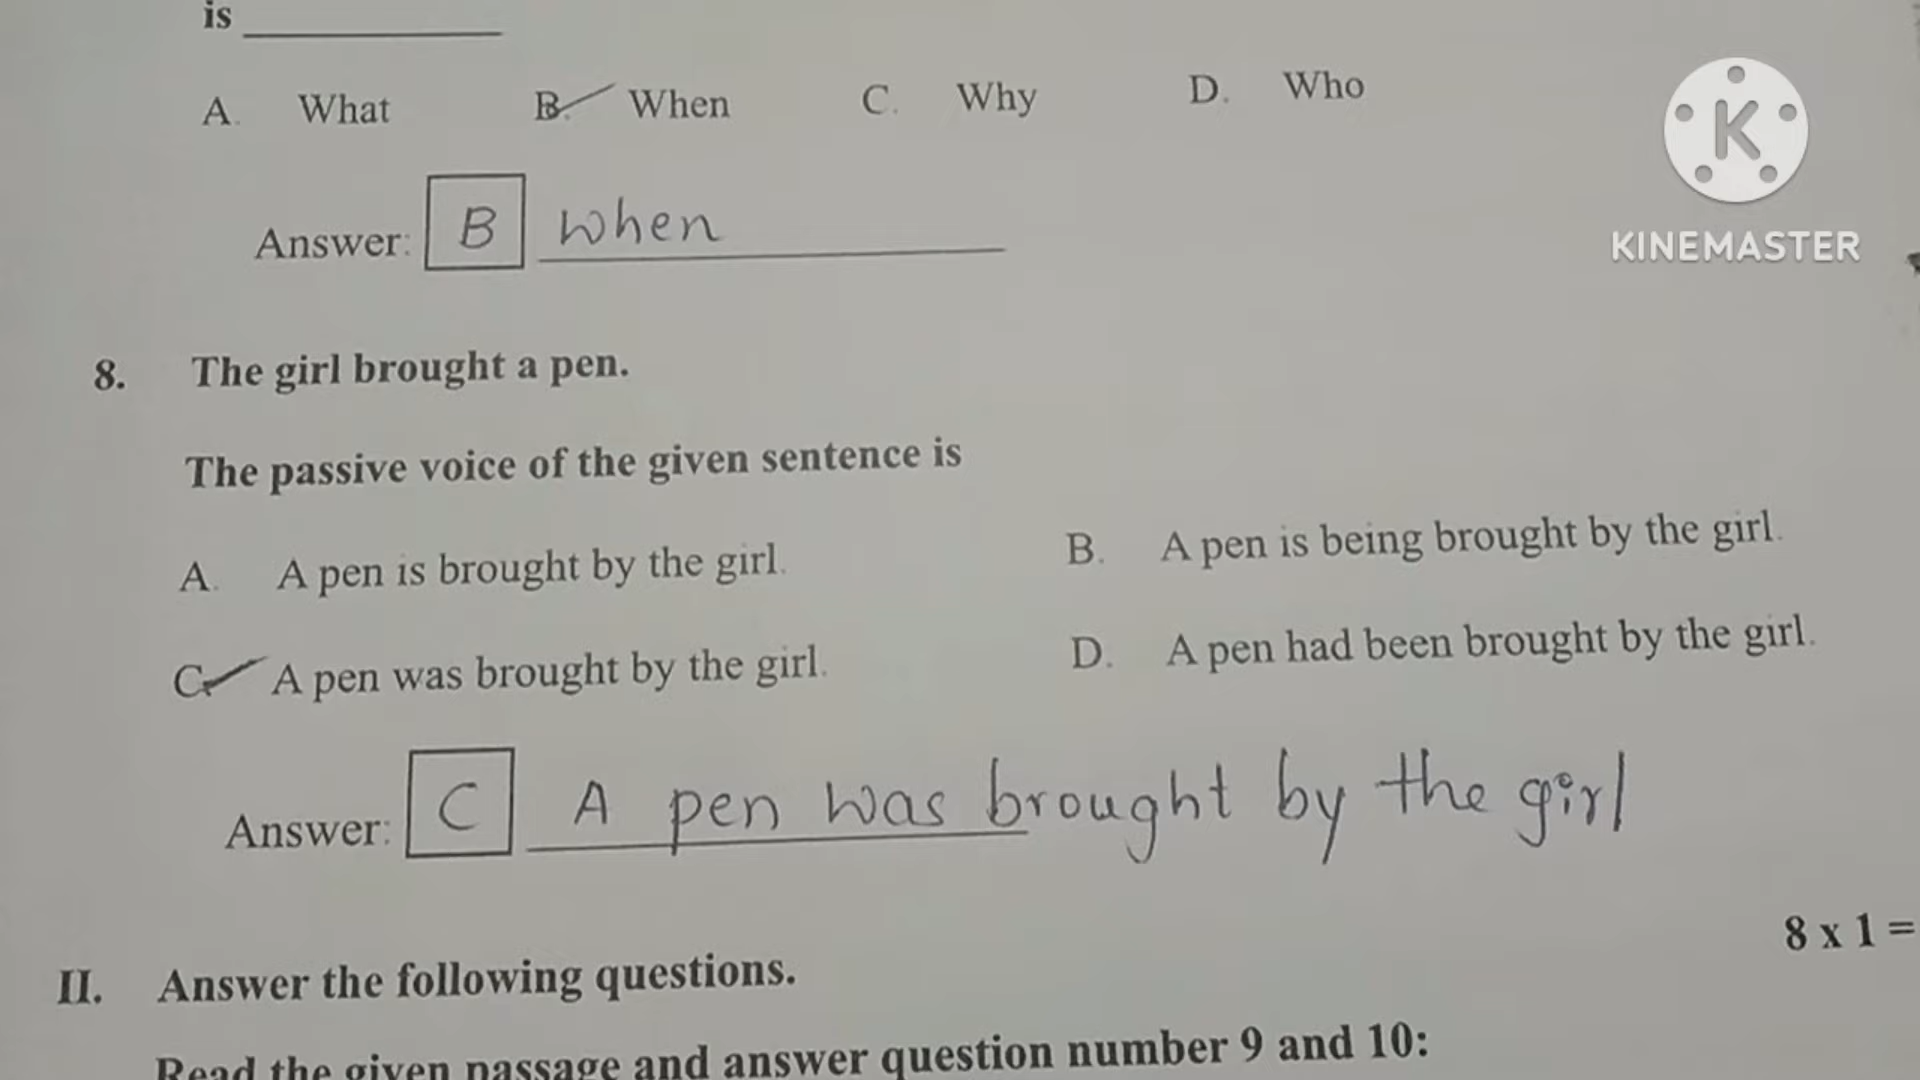 is
A. What B. When C. Why D. Who
K
KINEMASTER
Answer: B when
8. The girl brought a pen.
The passive voice of the given sentence is
A. A pen is brought by the girl. B. A pen is being brought by the girl.
C. A pen was brought by the girl. D. A pen had been brought by the girl.
Answer: C A pen was brought by the girl
8 x 1 =
II. Answer the following questions.
Read the given passage and answer question number 9 and 10: